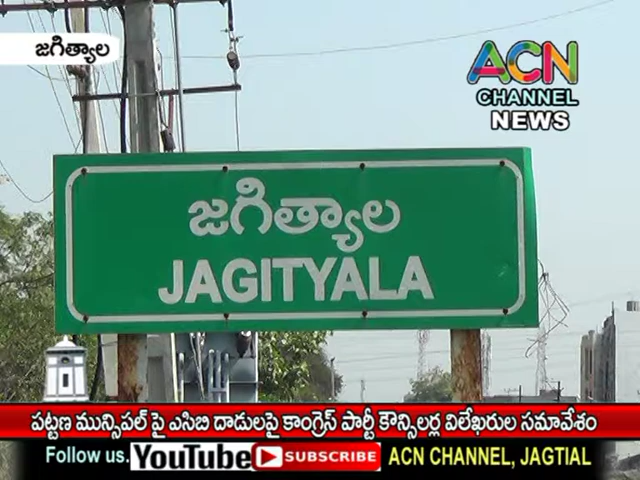 జగిత్యాల
ACN
CHANNEL
NEWS
జగిత్యాల
JAGITYALA
పట్టణ మున్సిపల్ పై ఎసిబి దాడులపై కాంగ్రెస్ పార్టీ కౌన్సిలర్ల విలేఖరుల సమావేశం
Follow us. YouTube SUBSCRIBE ACN CHANNEL, JAGTIAL